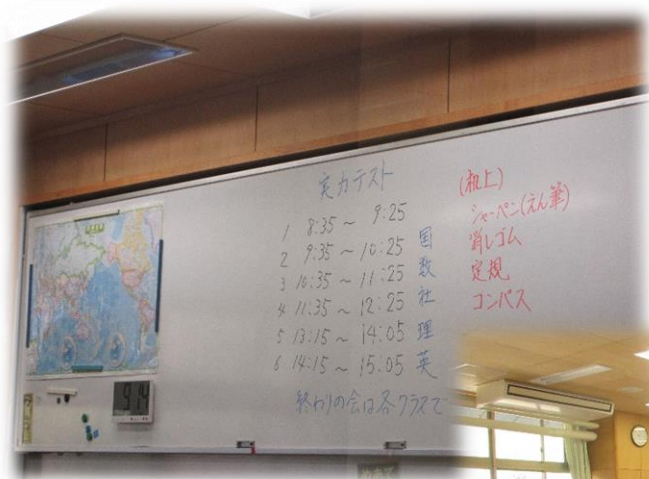 実力テスト
1 8:35 ~ 9:25
2 9:35 ~ 10:25 国
3 10:35 ~ 11:25 数
4 11:35 ~ 12:25 社
5 13:15 ~ 14:05 理
6 14:15 ~ 15:05 英
終わりの会は各クラスで
(机上)
シャーペン(えん筆)
消しゴム
定規
コンパス